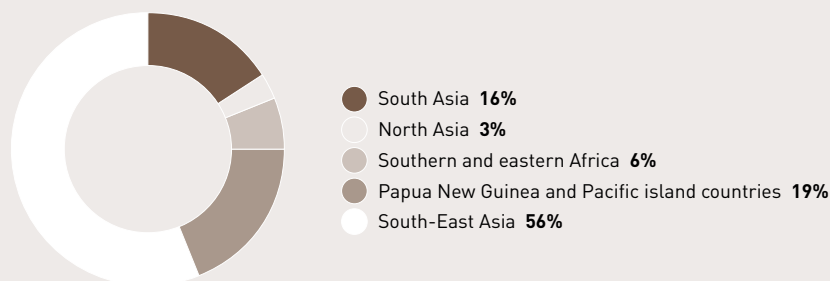 South Asia 16%
North Asia 3%
Southern and eastern Africa 6%
Papua New Guinea and Pacific island countries 19%
South-East Asia 56%